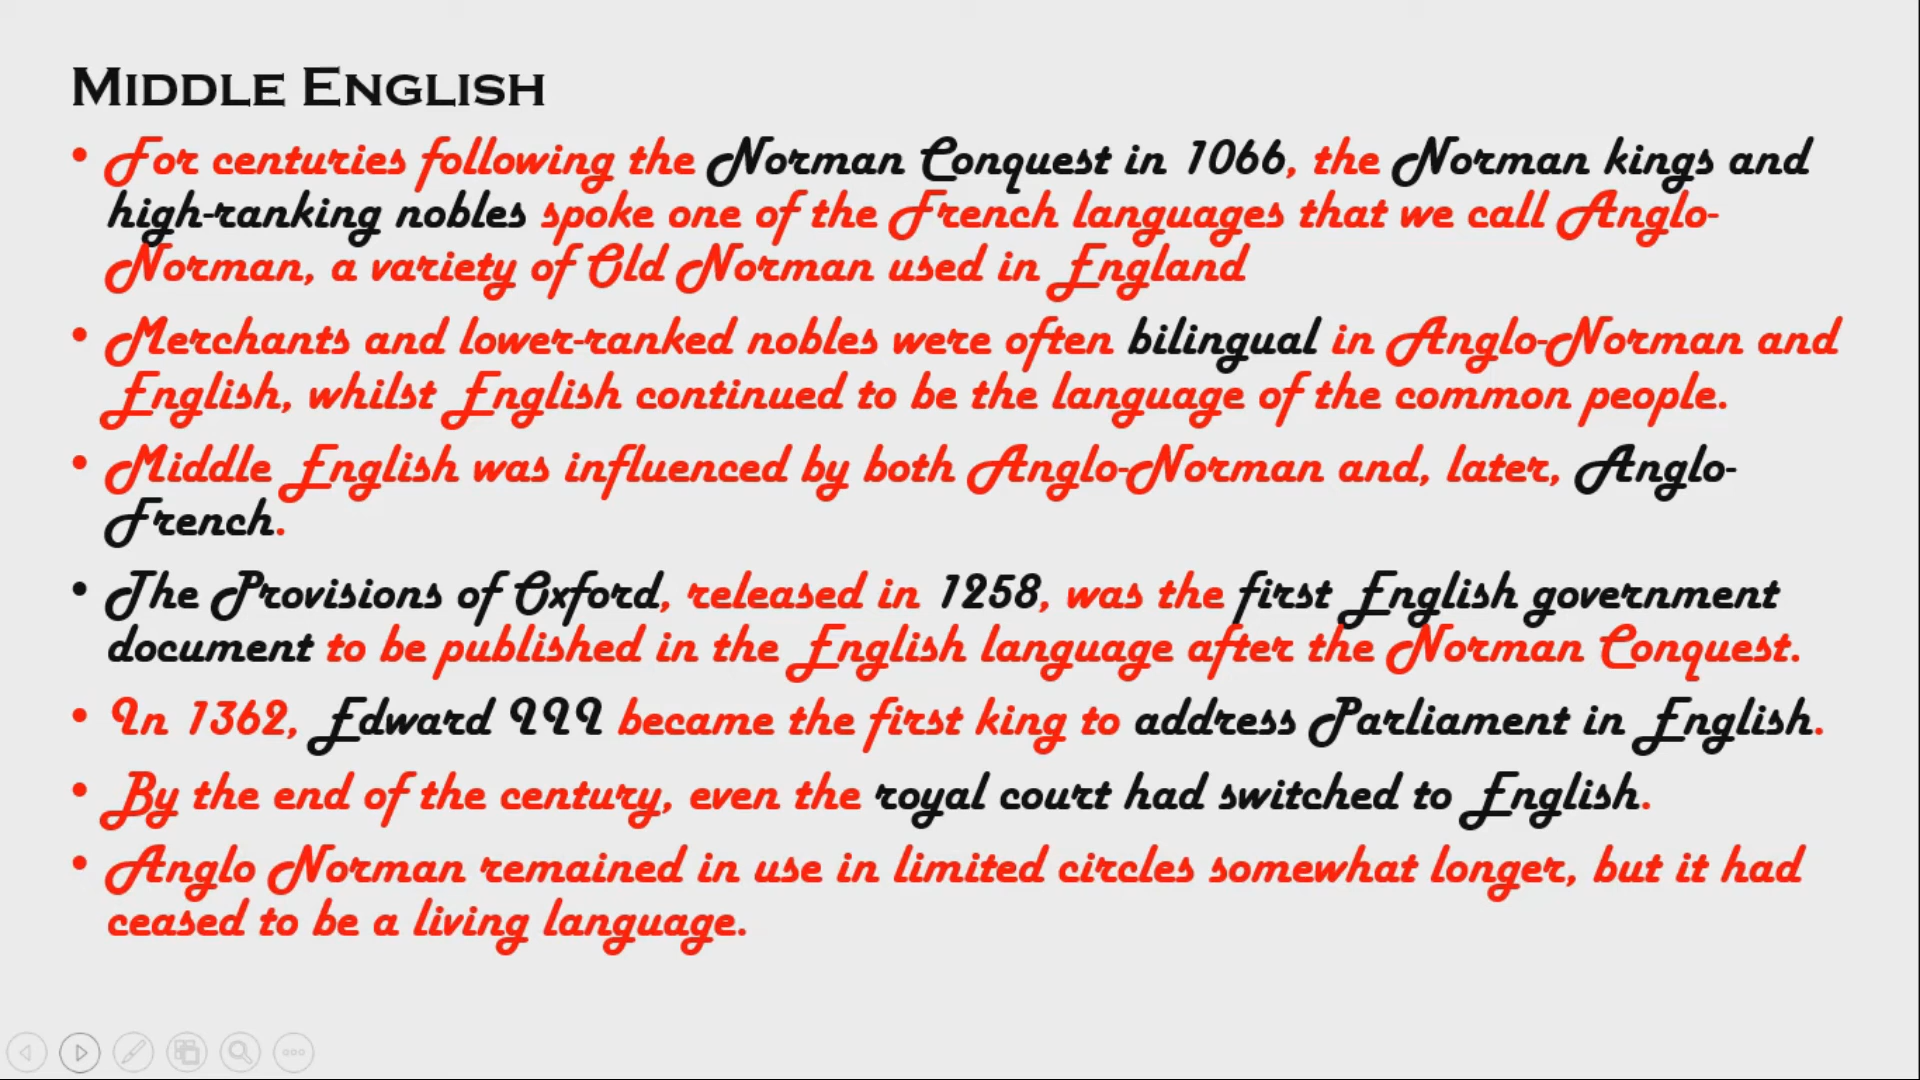 Middle English
• For centuries following the Norman Conquest in 1066, the Norman kings and
high-ranking nobles spoke one of the French languages that we call Anglo-
Norman, a variety of Old Norman used in England
• Merchants and lower-ranked nobles were often bilingual in Anglo-Norman and
English, whilst English continued to be the language of the common people.
• Middle English was influenced by both Anglo-Norman and, later, Anglo-
French.
• The Provisions of Oxford, released in 1258, was the first English government
document to be published in the English language after the Norman Conquest.
• In 1362, Edward III became the first king to address Parliament in English.
• By the end of the century, even the royal court had switched to English.
• Anglo Norman remained in use in limited circles somewhat longer, but it had
ceased to be a living language.